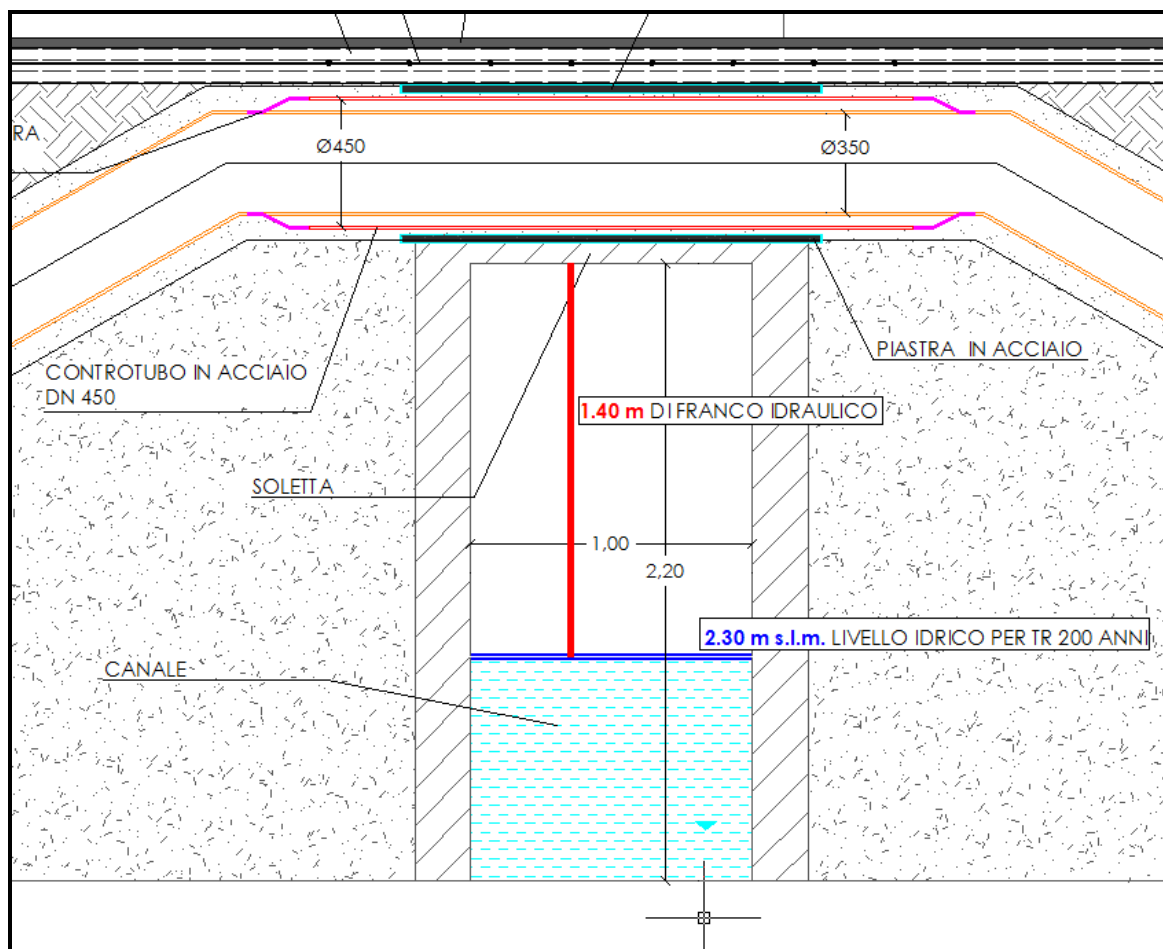 RA
Ø450
Ø350
PIASTRA IN ACCIAIO
CONTROTUBO IN ACCIAIO
DN 450
1.40 m DI FRANCO IDRAULICO
SOLETTA
1,00
2,20
2.30 m s.l.m. LIVELLO IDRICO PER TR 200 ANNI
CANALE